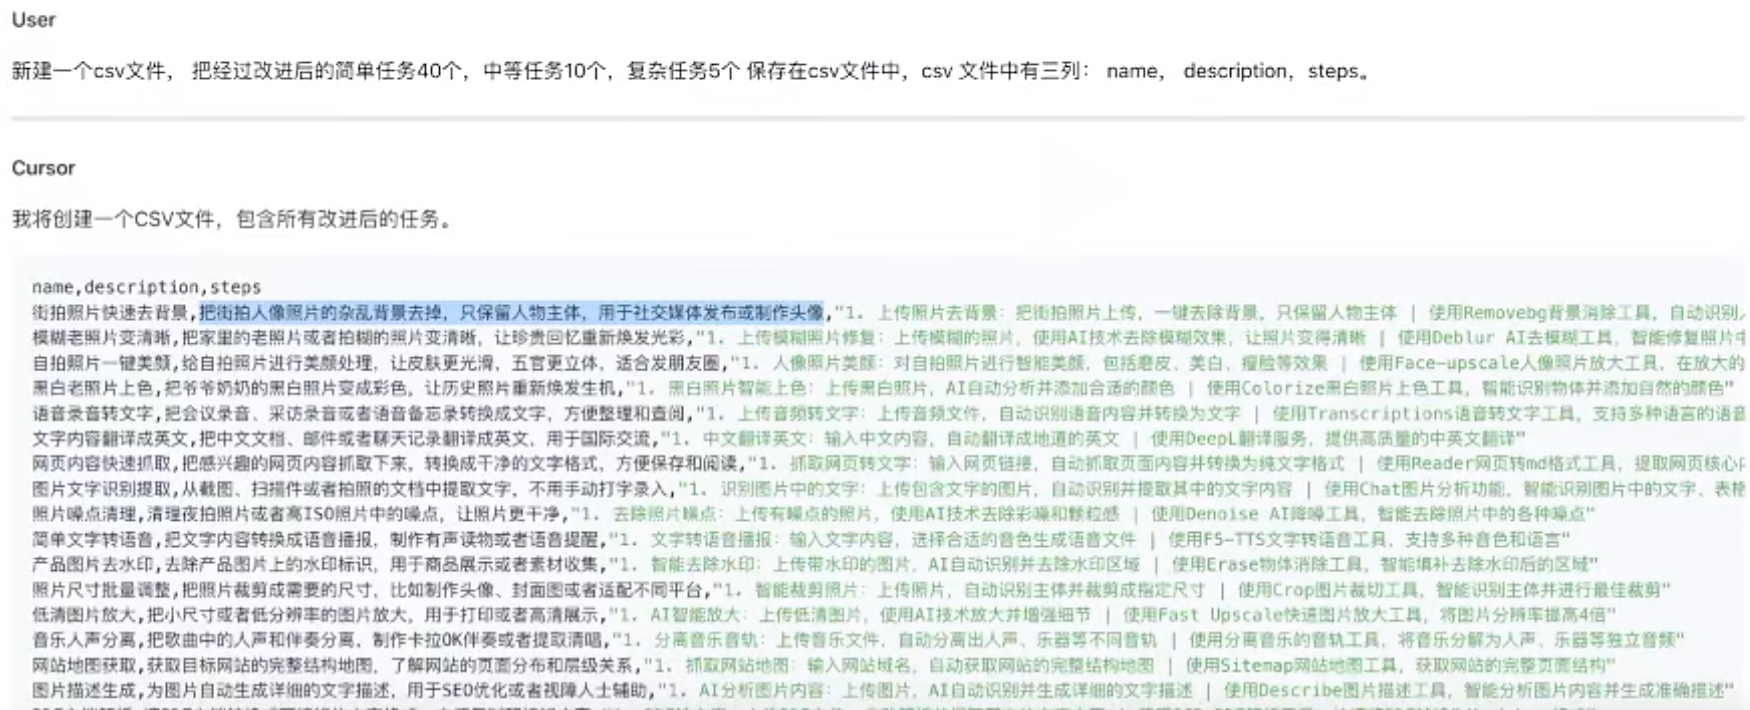 User
新建一个csv文件， 把经过改进后的简单任务40个，中等任务10个，复杂任务5个 保存在csv文件中，csv 文件中有三列： name， description，steps。
Cursor
我将创建一个CSV文件，包含所有改进后的任务。
name,description,steps
街拍照片快速去背景,把街拍人像照片的杂乱背景去掉，只保留人物主体，用于社交媒体发布或制作头像,"1. 上传照片去背景：把街拍照片上传，一键去除背景，只保留人物主体 | 使用Removebg背景消除工具，自动识别
模糊老照片变清晰,把家里的老照片或者拍糊的照片变清晰，让珍贵回忆重新焕发光彩,"1. 上传模糊照片修复：上传模糊的照片，使用AI技术去除模糊效果，让照片变得清晰 | 使用Deblur AI去模糊工具，智能修复照片中
自拍照片一键美颜,给自拍照片进行美颜处理，让皮肤更光滑，五官更立体，适合发朋友圈,"1. 人像照片美颜：对自拍照片进行智能美颜，包括磨皮、美白、瘦脸等效果 | 使用Face-upscale人像照片放大工具，在放大的
黑白老照片上色,把爷爷奶奶的黑白照片变成彩色，让历史照片重新焕发生机,"1. 黑白照片智能上色：上传黑白照片，AI自动分析并添加合适的颜色 | 使用Colorize黑白照片上色工具，智能识别物体并添加自然的颜色"
语音录音转文字,把会议录音、采访录音或者语音备忘录转换成文字，方便整理和查阅,"1. 上传音频转文字：上传音频文件，自动识别语音内容并转换为文字 | 使用Transcriptions语音转文字工具，支持多种语言的语音
文字内容翻译成英文,把中文文档、邮件或者聊天记录翻译成英文，用于国际交流,"1. 中文翻译英文：输入中文内容，自动翻译成地道的英文 | 使用DeepL翻译服务，提供高质量的中英文翻译"
网页内容快速抓取,把感兴趣的网页内容抓取下来，转换成干净的文字格式，方便保存和阅读,"1. 抓取网页转文字：输入网页链接，自动抓取页面内容并转换为纯文字格式 | 使用Reader网页转md格式工具，提取网页核心
图片文字识别提取,从截图、扫描件或者拍照的文档中提取文字，不用手动打字录入,"1. 识别图片中的文字：上传包含文字的图片，自动识别并提取其中的文字内容 | 使用Chat图片分析功能，智能识别图片中的文字、表格
照片噪点清理,清理夜拍照片或者高ISO照片中的噪点，让照片更干净,"1. 去除照片噪点：上传有噪点的照片，使用AI技术去除彩噪和颗粒感 | 使用Denoise AI降噪工具，智能去除照片中的各种噪点"
简单文字转语音,把文字内容转换成语音播报，制作有声读物或者语音提醒,"1. 文字转语音播报：输入文字内容，选择合适的音色生成语音文件 | 使用F5-TTS文字转语音工具，支持多种音色和语言"
产品图片去水印,去除产品图片上的水印标识，用于商品展示或者素材收集,"1. 智能去除水印：上传带水印的图片，AI自动识别并去除水印区域 | 使用Erase物体消除工具，智能填补去除水印后的区域"
照片尺寸批量调整,把照片裁剪成需要的尺寸，比如制作头像、封面图或者适配不同平台,"1. 智能裁剪照片：上传照片，自动识别主体并裁剪成指定尺寸 | 使用Crop图片裁切工具，智能识别主体并进行最佳裁剪"
低清图片放大,把小尺寸或者低分辨率的图片放大，用于打印或者高清展示,"1. AI智能放大：上传低清图片，使用AI技术放大并增强细节 | 使用Fast Upscale快速图片放大工具，将图片分辨率提高4倍"
音乐人声分离,把歌曲中的人声和伴奏分离，制作卡拉OK伴奏或者提取清唱,"1. 分离音乐音轨：上传音乐文件，自动分离出人声、乐器等不同音轨 | 使用分离音乐的音轨工具，将音乐分解为人声、乐器等独立音频"
网站地图获取,获取目标网站的完整结构地图，了解网站的页面分布和层级关系,"1. 抓取网站地图：输入网站域名，自动获取网站的完整结构地图 | 使用Sitemap网站地图工具，获取网站的完整页面结构"
图片描述生成,为图片自动生成详细的文字描述，用于SEO优化或者视障人士辅助,"1. AI分析图片内容：上传图片，AI自动识别并生成详细的文字描述 | 使用Describe图片描述工具，智能分析图片内容并生成准确描述"